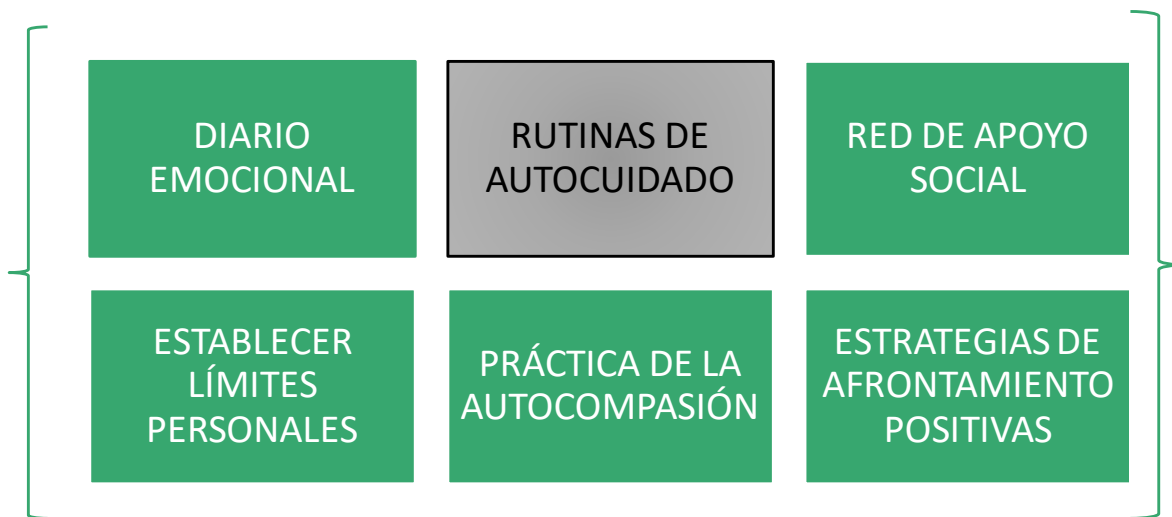 DIARIO
EMOCIONAL
RUTINAS DE
AUTOCUIDADO
RED DE APOYO
SOCIAL
ESTABLECER
LÍMITES
PERSONALES
PRÁCTICA DE LA
AUTOCOMPASIÓN
ESTRATEGIAS DE
AFRONTAMIENTO
POSITIVAS